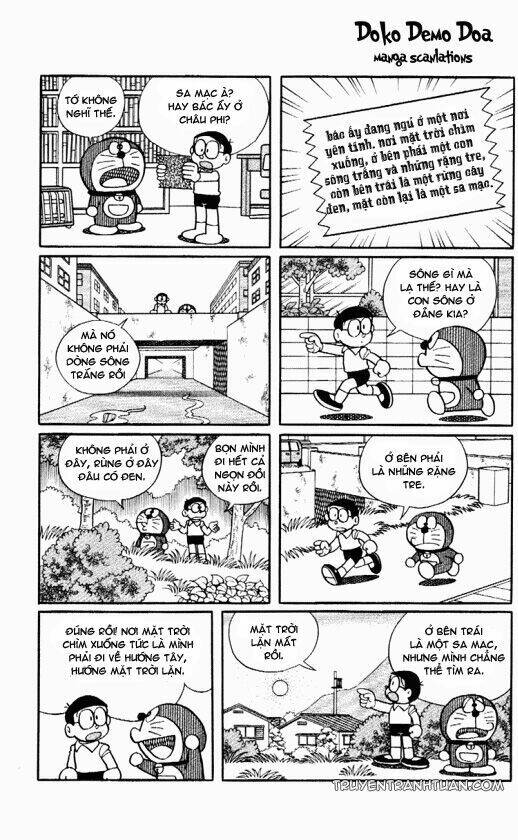 Doko Demo Doa
manga scanlations
bác ấy đang ngủ ở một nơi
yên tĩnh. nơi mặt trời chìm
xuống, ở bên phải một con
sông trắng và những rặng tre,
còn bên trái là một rừng cây
đen, mặt còn lại là một sa mạc.
SA MẠC À?
HAY BÁC ẤY Ở
CHÂU PHI?
TỚ KHÔNG
NGHĨ THẾ.
SÔNG GÌ MÀ
LẠ THẾ? HAY LÀ
CON SÔNG Ở
ĐẰNG KIA?
MÀ NÓ
KHÔNG PHẢI
DÒNG SÔNG
TRẮNG RỒI
Ở BÊN PHẢI
LÀ NHỮNG RẶNG
TRE.
BỌN MÌNH
ĐI HẾT CẢ
NGỌN ĐỒI
NÀY RỒI.
KHÔNG PHẢI Ở
ĐÂY, RỪNG Ở ĐÂY
ĐÂU CÓ ĐEN.
Ở BÊN TRÁI
LÀ MỘT SA MẠC,
NHƯNG MÌNH CHẲNG
THỂ TÌM RA.
MẶT TRỜI
LẶN MẤT
RỒI.
ĐÚNG RỒI! NƠI MẶT TRỜI
CHÌM XUỐNG TỨC LÀ MÌNH
PHẢI ĐI VỀ HƯỚNG TÂY,
HƯỚNG MẶT TRỜI LẶN.
TRUYENTRANHTUAN.COM